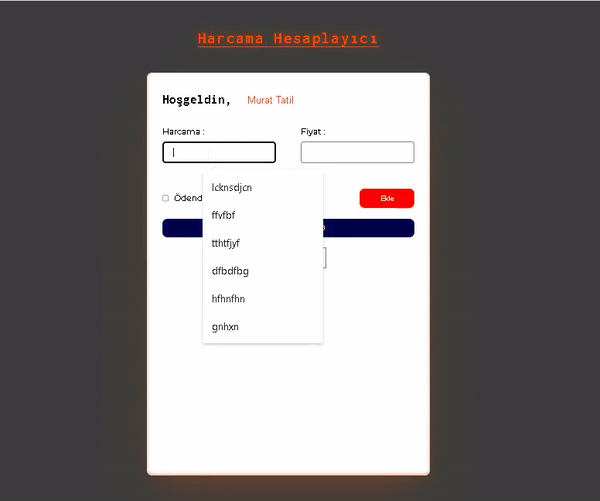 Harcama Hesaplayıcı
Hoşgeldin, Murat Tatil
Harcama : Fiyat :
lcknsdjcn
Ödend Ekle
ffvfbf
tthtfjyf
dfbdfbg
hfhnfhn
gnhxn